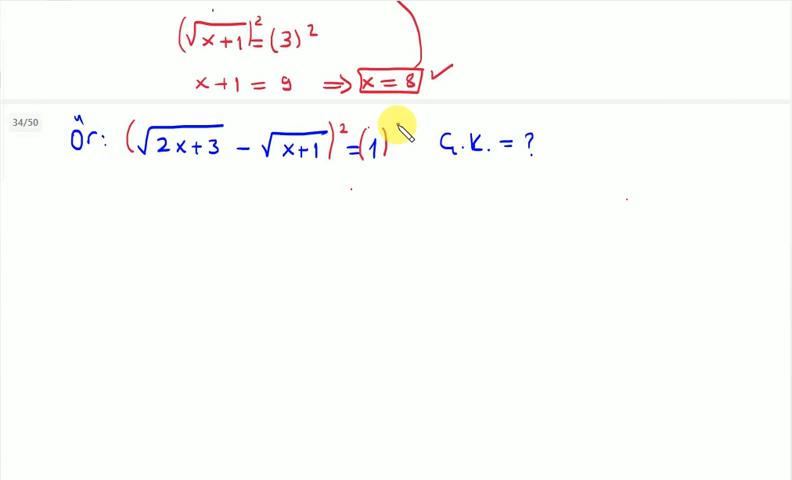 (√x+1)² = (3)²
x+1 = 9 ⟹ x = 8 ✓
34/50
Ör: (√2x+3 - √x+1)² = (1) Ç.K. = ?